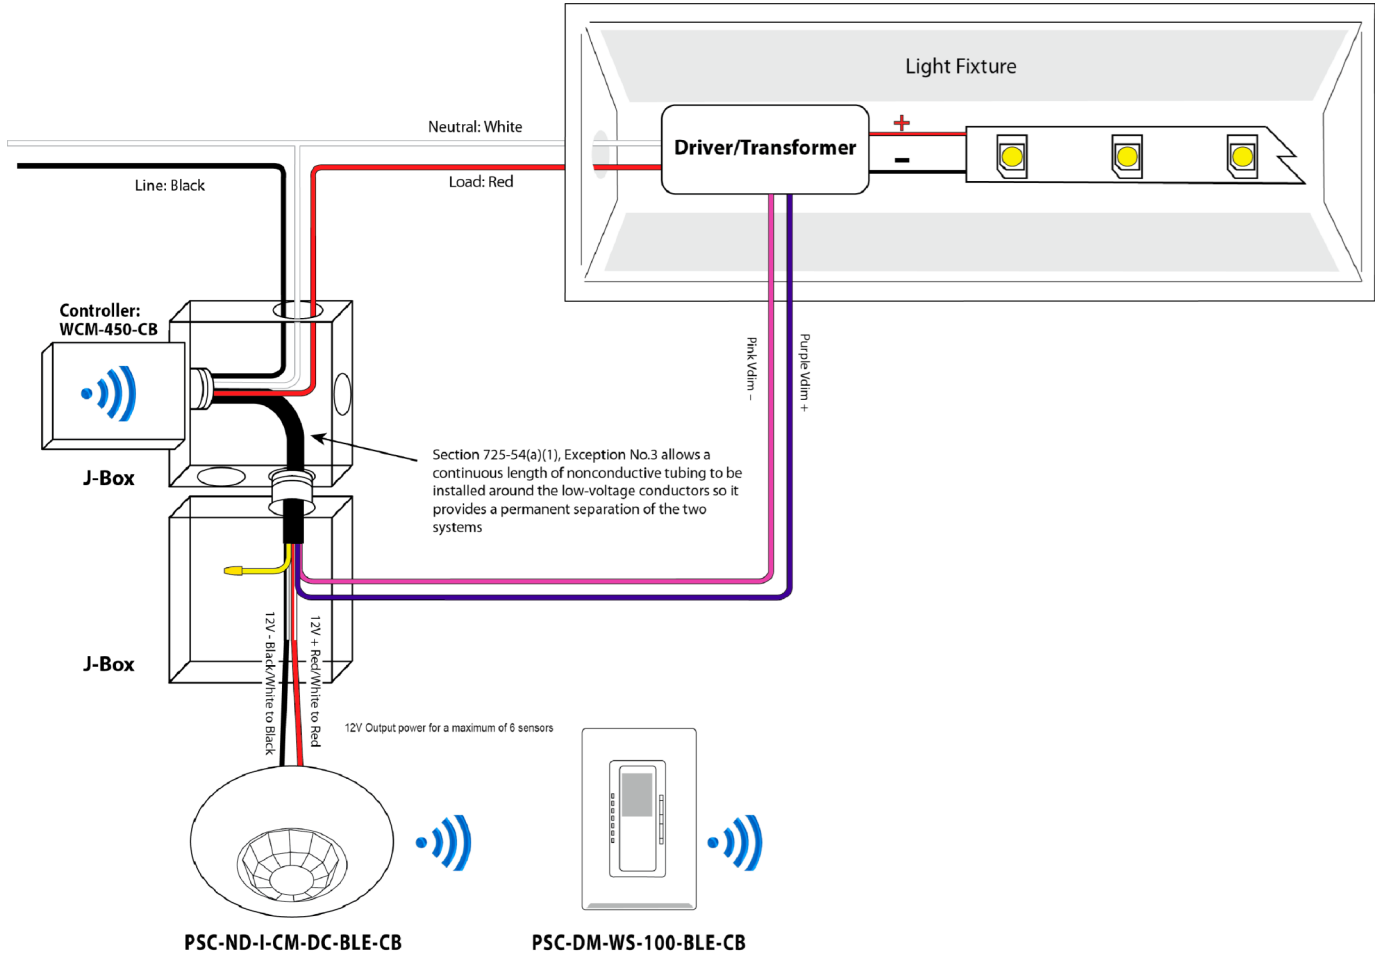 Light Fixture
Neutral: White
Driver/Transformer
+
–
Line: Black
Load: Red
Controller:
WCM-450-CB
Pink Vdim –
Purple Vdim +
J-Box
Section 725-54(a)(1), Exception No.3 allows a
continuous length of nonconductive tubing to be
installed around the low-voltage conductors so it
provides a permanent separation of the two
systems
J-Box
12V - Black/White to Black
12V + Red/White to Red
12V Output power for a maximum of 6 sensors
PSC-ND-I-CM-DC-BLE-CB
PSC-DM-WS-100-BLE-CB